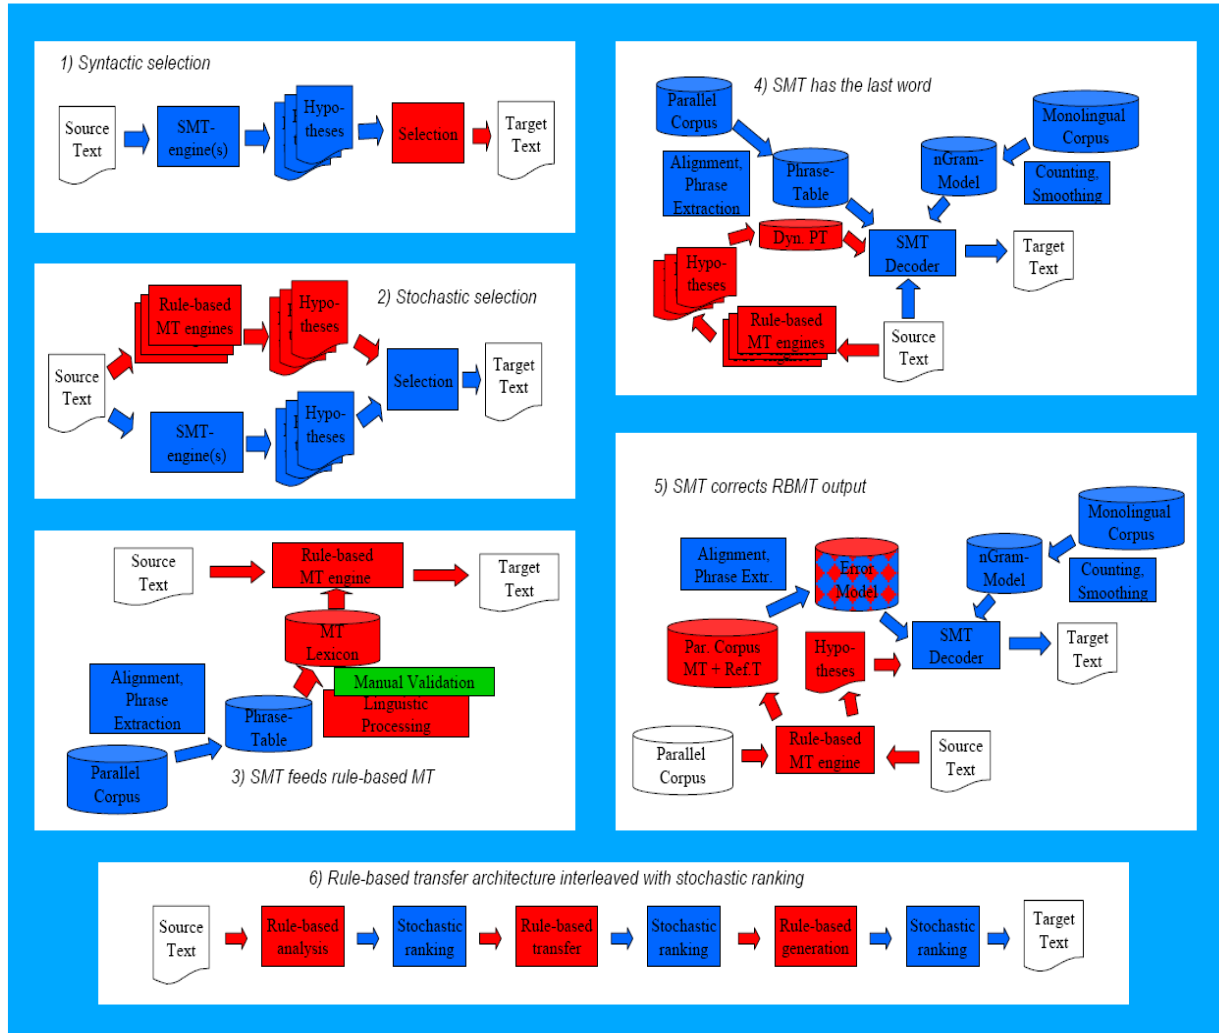 1) Syntactic selection
Source
Text
SMT-
engine(s)
Hypo-
theses
Selection
Target
Text
2) Stochastic selection
Source
Text
Rule-based
MT engines
Hypo-
theses
SMT-
engine(s)
Hypo-
theses
Selection
Target
Text
Source
Text
Rule-based
MT engine
Target
Text
MT
Lexicon
Manual Validation
Linguistic
Processing
Alignment,
Phrase
Extraction
Phrase-
Table
Parallel
Corpus
3) SMT feeds rule-based MT
4) SMT has the last word
Parallel
Corpus
Monolingual
Corpus
Alignment,
Phrase
Extraction
Phrase-
Table
nGram-
Model
Counting,
Smoothing
Dyn. PT
SMT
Decoder
Target
Text
Hypo-
theses
Rule-based
MT engines
Source
Text
5) SMT corrects RBMT output
Monolingual
Corpus
Alignment,
Phrase Extr.
Error
Model
nGram-
Model
Counting,
Smoothing
Par. Corpus
MT + Ref.T
Hypo-
theses
SMT
Decoder
Target
Text
Parallel
Corpus
Rule-based
MT engine
Source
Text
6) Rule-based transfer architecture interleaved with stochastic ranking
Source
Text
Rule-based
analysis
Stochastic
ranking
Rule-based
transfer
Stochastic
ranking
Rule-based
generation
Stochastic
ranking
Target
Text